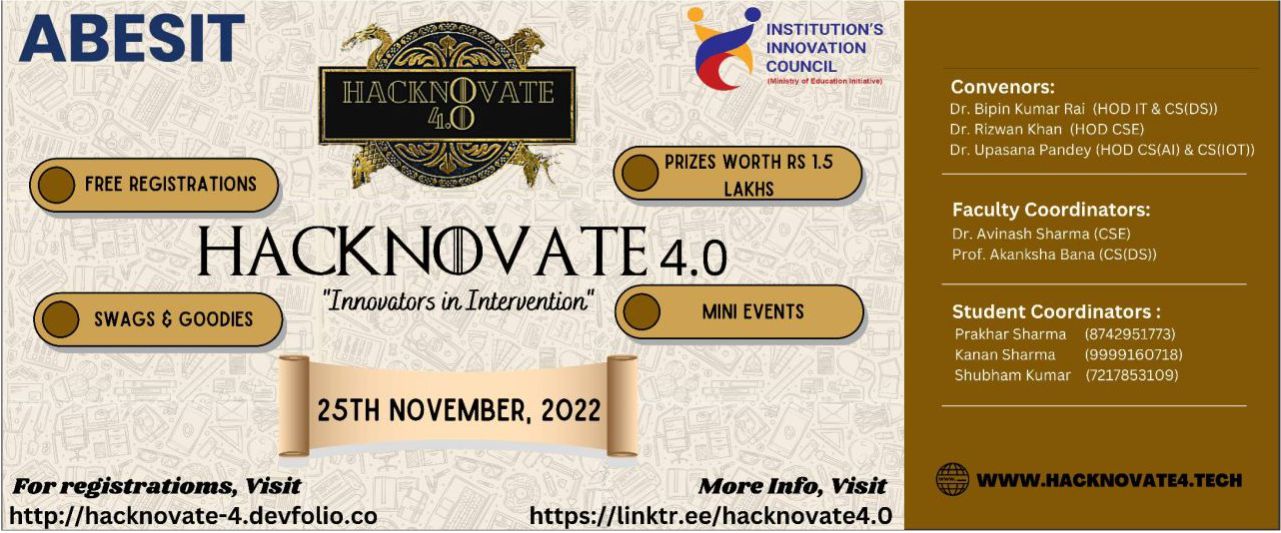 ABESIT
HACKNOVATE
4.0
INSTITUTION'S
INNOVATION
COUNCIL
(Ministry of Education Initiative)
FREE REGISTRATIONS
PRIZES WORTH RS 1.5
LAKHS
HACKNOVATE 4.0
"Innovators in Intervention"
SWAGS & GOODIES
MINI EVENTS
25TH NOVEMBER, 2022
For registratioms, Visit
http://hacknovate-4.devfolio.co
More Info, Visit
https://linktr.ee/hacknovate4.0
Convenors:
Dr. Bipin Kumar Rai (HOD IT & CS(DS))
Dr. Rizwan Khan (HOD CSE)
Dr. Upasana Pandey (HOD CS(AI) & CS(IOT))
Faculty Coordinators:
Dr. Avinash Sharma (CSE)
Prof. Akanksha Bana (CS(DS))
Student Coordinators :
Prakhar Sharma (8742951773)
Kanan Sharma (9999160718)
Shubham Kumar (7217853109)
WWW.HACKNOVATE4.TECH